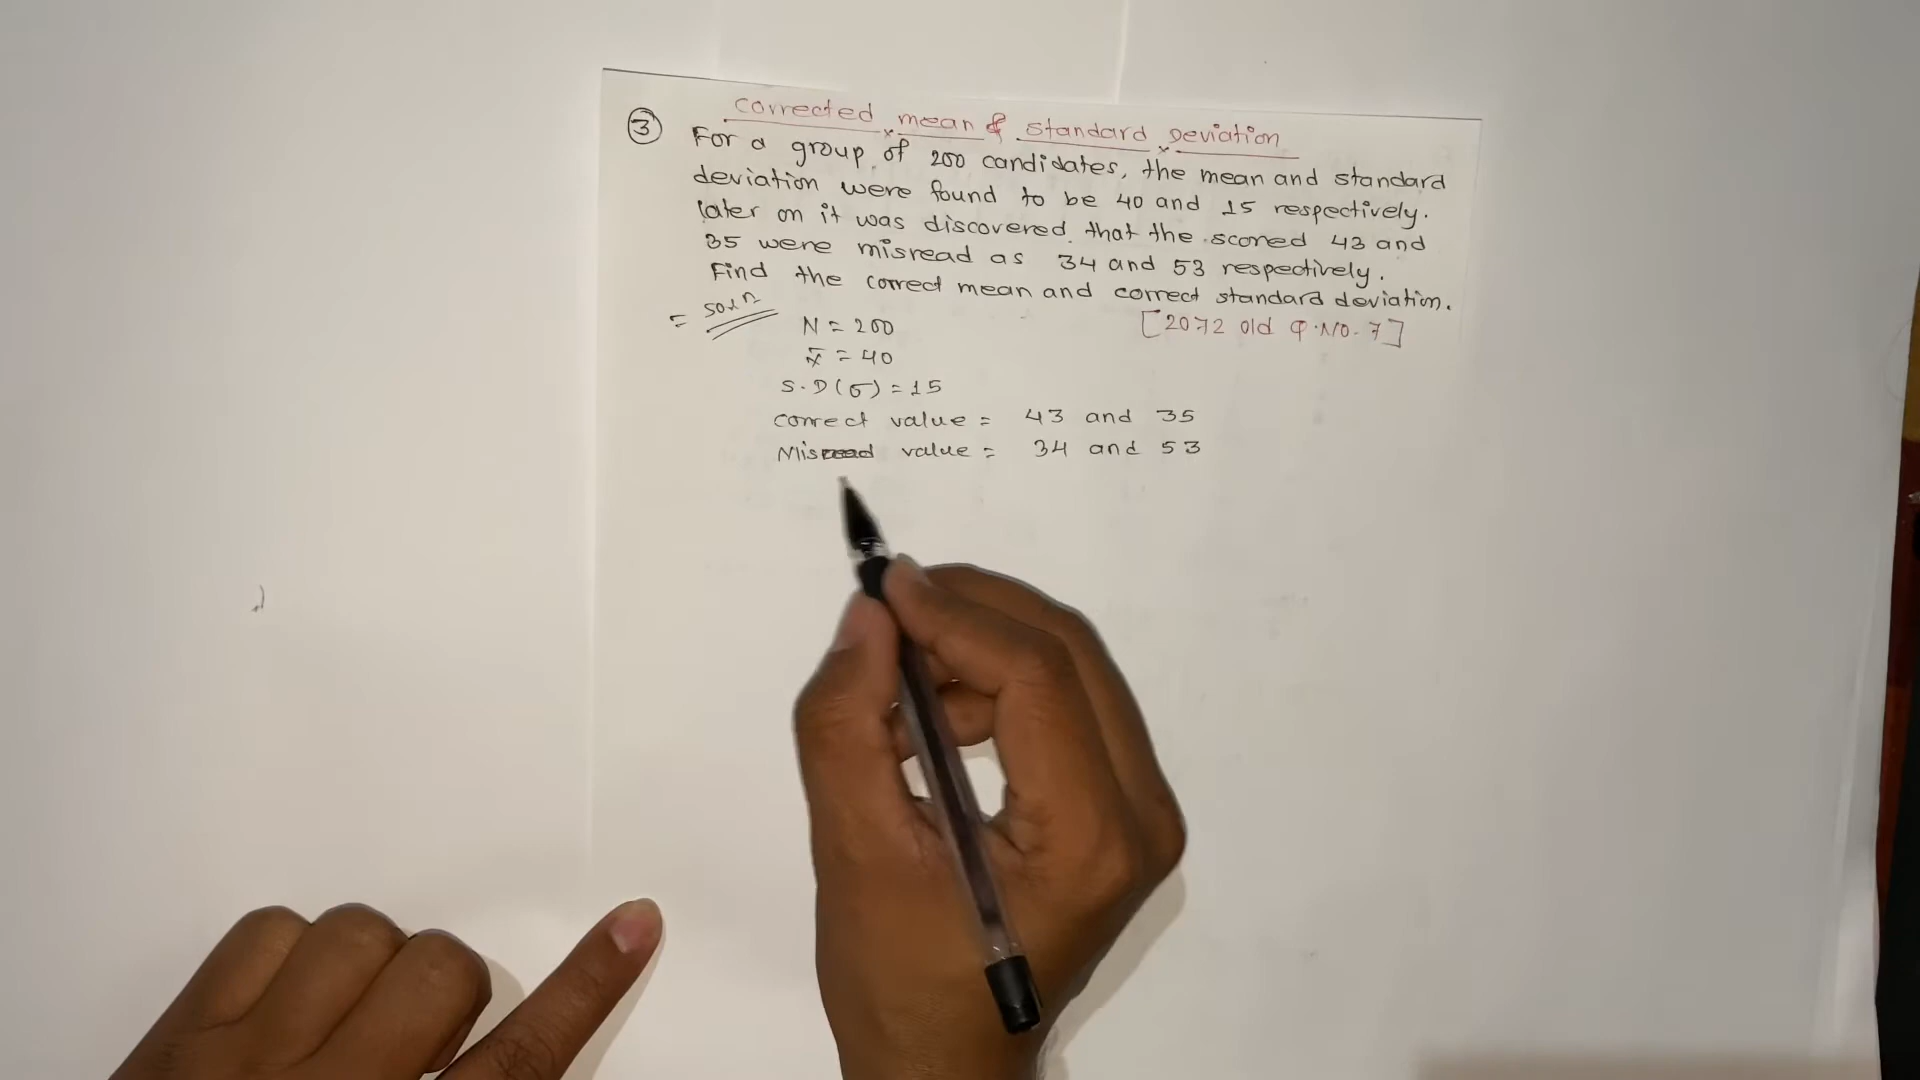 Corrected mean & standard Deviation
③ For a group of 200 candidates, the mean and standard
deviation were found to be 40 and 15 respectively.
later on it was discovered that the scored 43 and
35 were misread as 34 and 53 respectively.
Find the correct mean and correct standard deviation.
= solⁿ
[2072 old Q.NO. 7]
N = 200
x̄ = 40
S.D(σ) = 15
correct value = 43 and 35
Misread value = 34 and 53